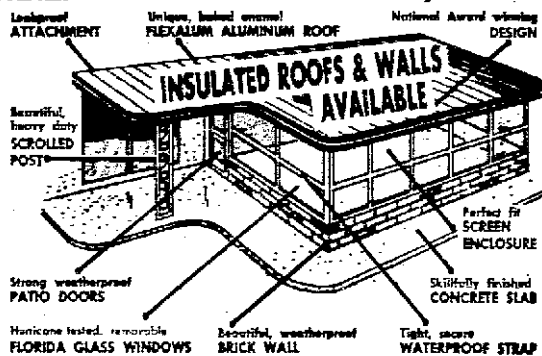 Leakproof
ATTACHMENT
Unique, baked enamel
FLEXALUM ALUMINUM ROOF
National Award winning
DESIGN
INSULATED ROOFS & WALLS
AVAILABLE
Beautiful,
heavy duty
SCROLLED
POST
Perfect fit
SCREEN
ENCLOSURE
Strong weatherproof
PATIO DOORS
Skillfully finished
CONCRETE SLAB
Hurricane tested, removable
FLORIDA GLASS WINDOWS
Beautiful, weatherproof
BRICK WALL
Tight, secure
WATERPROOF STRAP